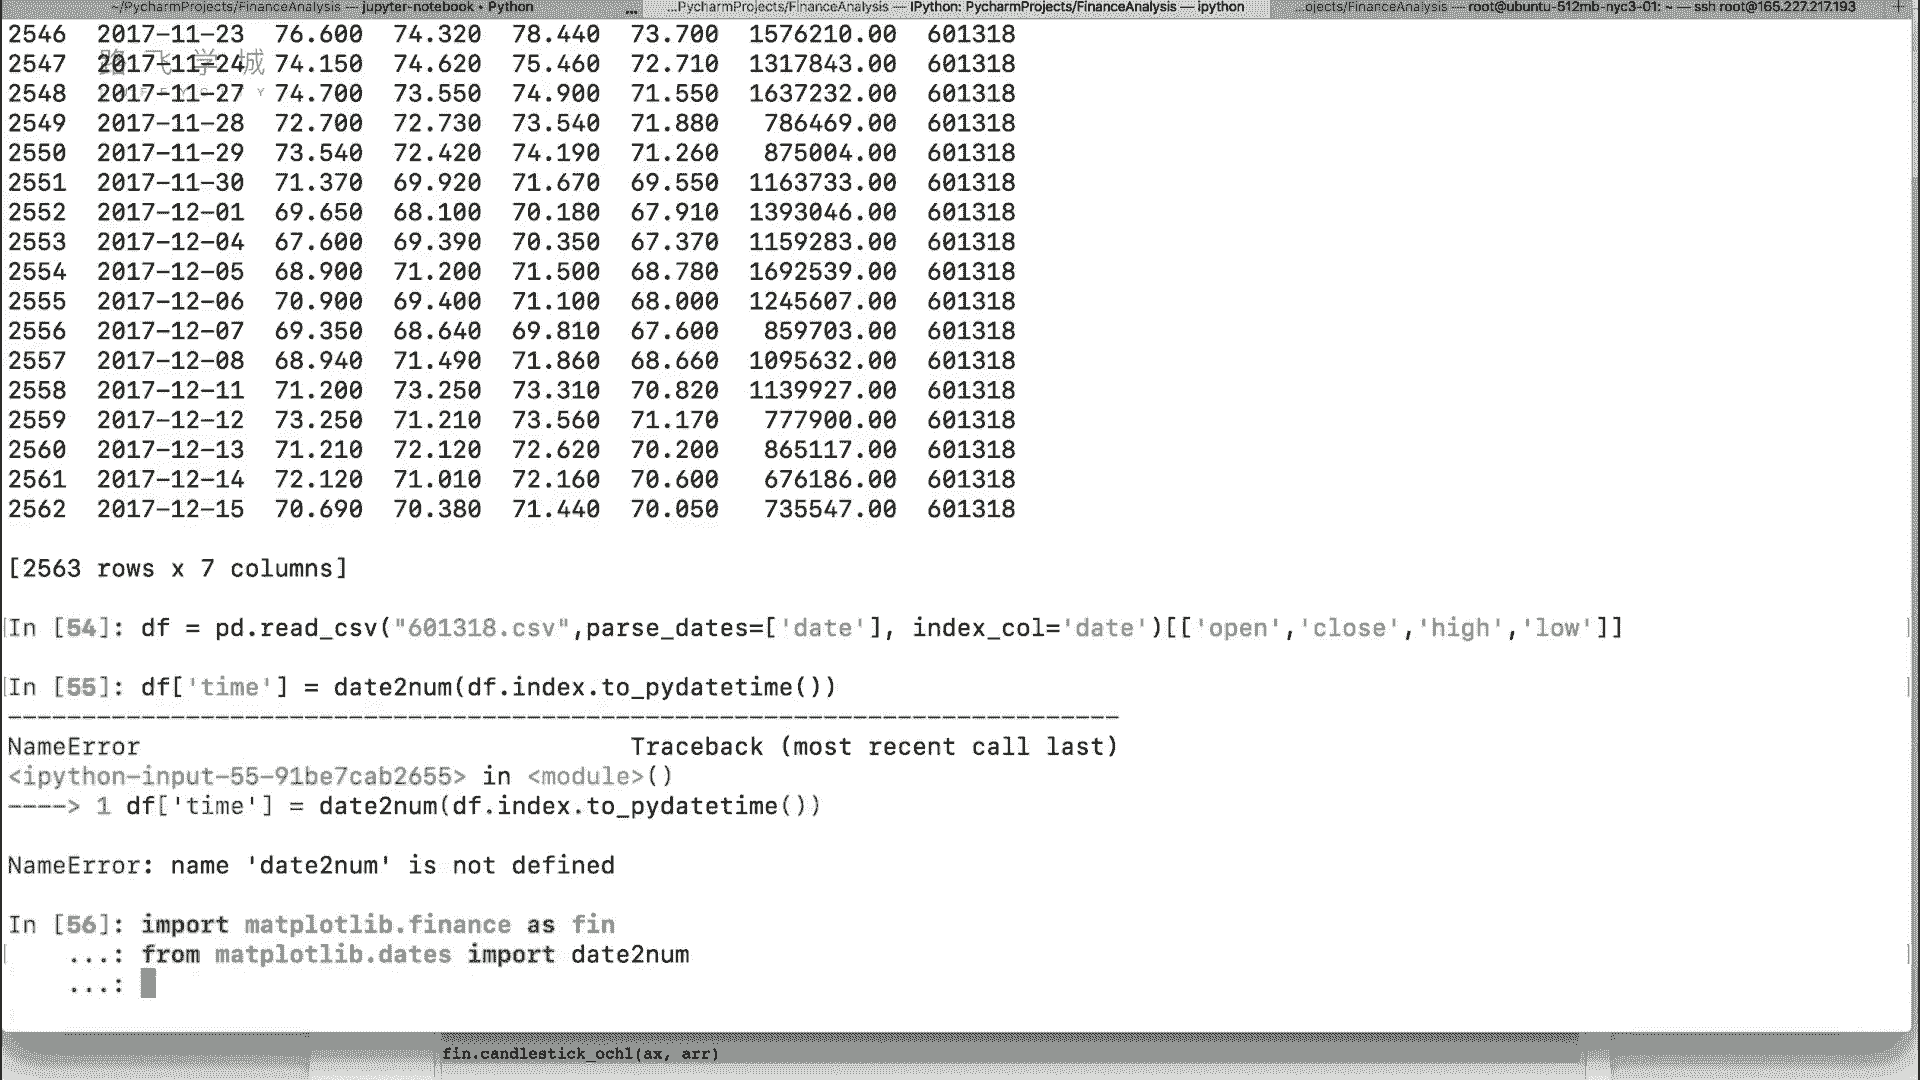 ~/PycharmProjects/FinanceAnalysis — jupyter-notebook • Python ... ...PycharmProjects/FinanceAnalysis — IPython: PycharmProjects/FinanceAnalysis — ipython ...ojects/FinanceAnalysis — root@ubuntu-512mb-nyc3-01: ~ — ssh root@165.227.217.193 +
2546 2017-11-23 76.600 74.320 78.440 73.700 1576210.00 601318
路飞学城
2547 2017-11-24 74.150 74.620 75.460 72.710 1317843.00 601318
2548 2017-11-27 74.700 73.550 74.900 71.550 1637232.00 601318
2549 2017-11-28 72.700 72.730 73.540 71.880 786469.00 601318
2550 2017-11-29 73.540 72.420 74.190 71.260 875004.00 601318
2551 2017-11-30 71.370 69.920 71.670 69.550 1163733.00 601318
2552 2017-12-01 69.650 68.100 70.180 67.910 1393046.00 601318
2553 2017-12-04 67.600 69.390 70.350 67.370 1159283.00 601318
2554 2017-12-05 68.900 71.200 71.500 68.780 1692539.00 601318
2555 2017-12-06 70.900 69.400 71.100 68.000 1245607.00 601318
2556 2017-12-07 69.350 68.640 69.810 67.600 859703.00 601318
2557 2017-12-08 68.940 71.490 71.860 68.660 1095632.00 601318
2558 2017-12-11 71.200 73.250 73.310 70.820 1139927.00 601318
2559 2017-12-12 73.250 71.210 73.560 71.170 777900.00 601318
2560 2017-12-13 71.210 72.120 72.620 70.200 865117.00 601318
2561 2017-12-14 72.120 71.010 72.160 70.600 676186.00 601318
2562 2017-12-15 70.690 70.380 71.440 70.050 735547.00 601318
[2563 rows x 7 columns]
In [54]: df = pd.read_csv("601318.csv",parse_dates=['date'], index_col='date')[['open','close','high','low']]
In [55]: df['time'] = date2num(df.index.to_pydatetime())
---------------------------------------------------------------------------
NameError Traceback (most recent call last)
<ipython-input-55-91be7cab2655> in <module>()
----> 1 df['time'] = date2num(df.index.to_pydatetime())
NameError: name 'date2num' is not defined
In [56]: import matplotlib.finance as fin
...: from matplotlib.dates import date2num
...:
fin.candlestick_ochl(ax, arr)